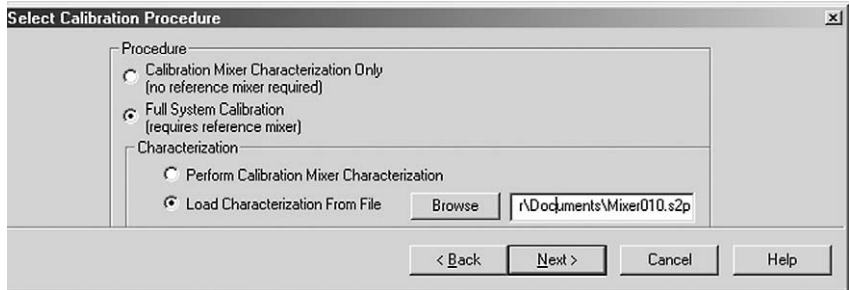 Select Calibration Procedure
Procedure
Calibration Mixer Characterization Only
(no reference mixer required)
Full System Calibration
(requires reference mixer)
Characterization
Perform Calibration Mixer Characterization
Load Characterization From File Browse r\Documents\Mixer010.s2p
< Back Next > Cancel Help